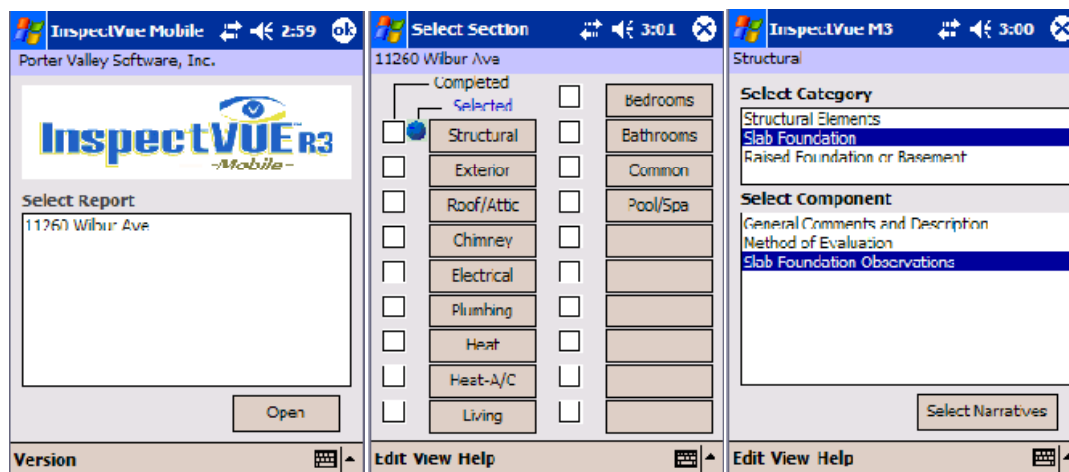 InspectVue Mobile 2:59 ok
Porter Valley Software, Inc.
InspectVUE R3
-Mobile-
Select Report
11260 Wilbur Ave
Open
Version
Select Section 3:01
11260 Wilbur Ava
Completed
Selected
Structural
Exterior
Roof/Attic
Chimney
Electrical
Plumbing
Heat
Heat-A/C
Living
Bedrooms
Bathrooms
Common
Pool/Spa
Edit View Help
InspectVue M3 3:00
Structural
Select Category
Structural Elements
Slab Foundation
Raised Foundation or Basement
Select Component
General Comments and Description
Method of Evaluation
Slab Foundation Observations
Select Narratives
Edit View Help